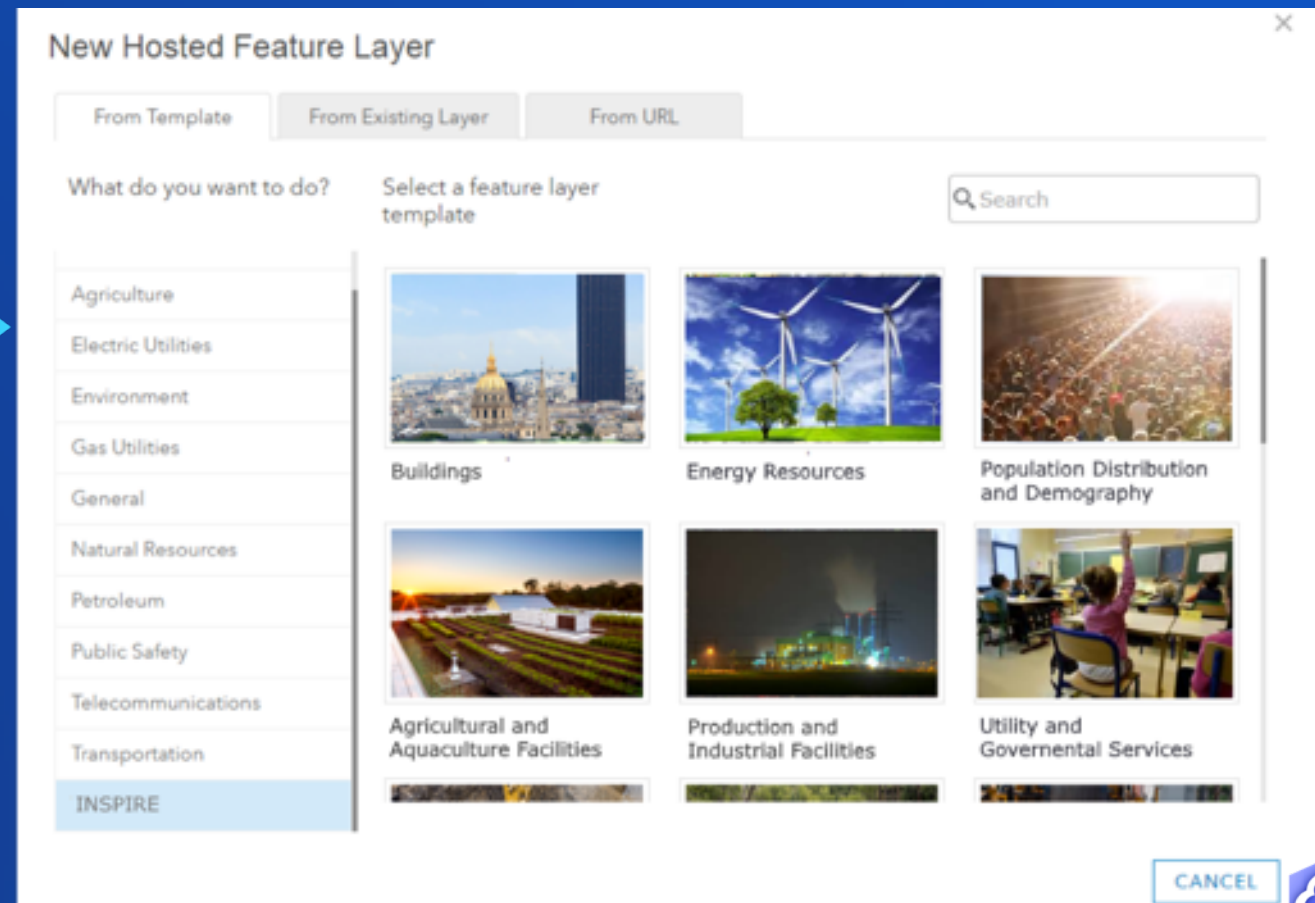 New Hosted Feature Layer
From Template
From Existing Layer
From URL
What do you want to do?
Select a feature layer
template
Search
Agriculture
Electric Utilities
Environment
Gas Utilities
General
Natural Resources
Petroleum
Public Safety
Telecommunications
Transportation
INSPIRE
Buildings
Energy Resources
Population Distribution
and Demography
Agricultural and
Aquaculture Facilities
Production and
Industrial Facilities
Utility and
Governental Services
CANCEL